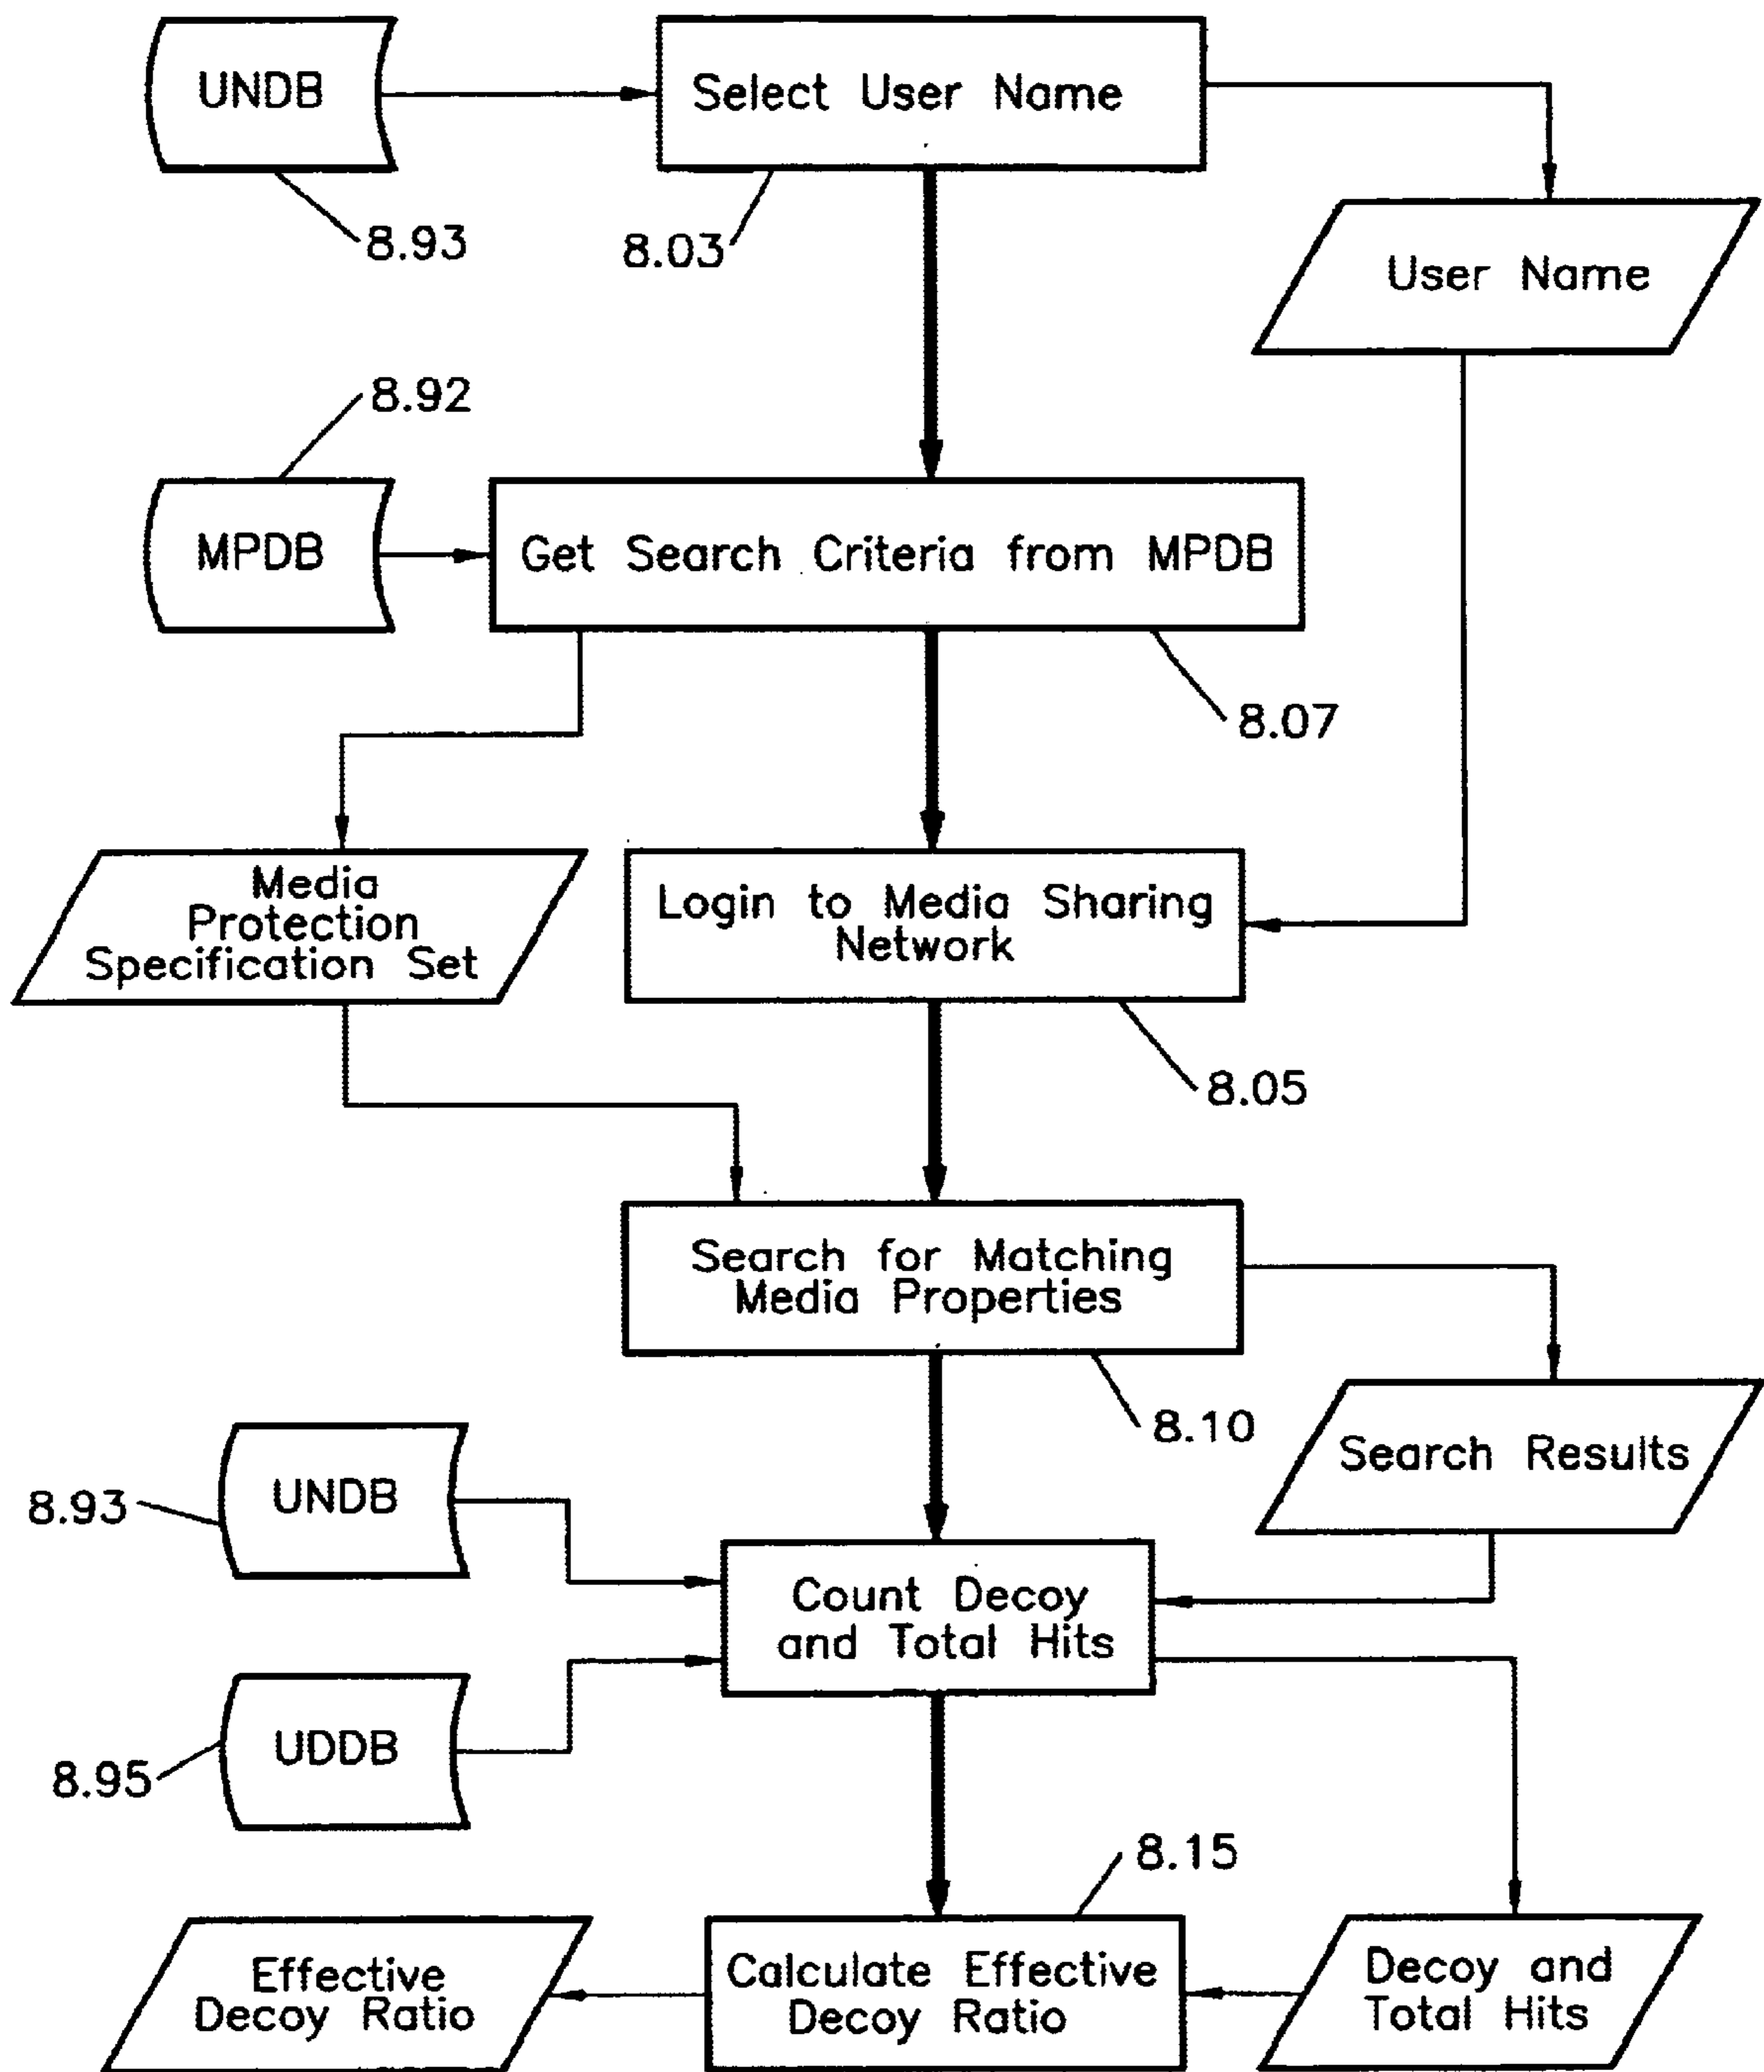 UNDB
Select User Name
8.93
8.03
User Name
8.92
MPDB
Get Search Criteria from MPDB
8.07
Media
Protection
Specification Set
Login to Media Sharing
Network
8.05
Search for Matching
Media Properties
8.10
Search Results
8.93
UNDB
Count Decoy
and Total Hits
UDDB
8.95
8.15
Effective
Decoy Ratio
Calculate Effective
Decoy Ratio
Decoy and
Total Hits